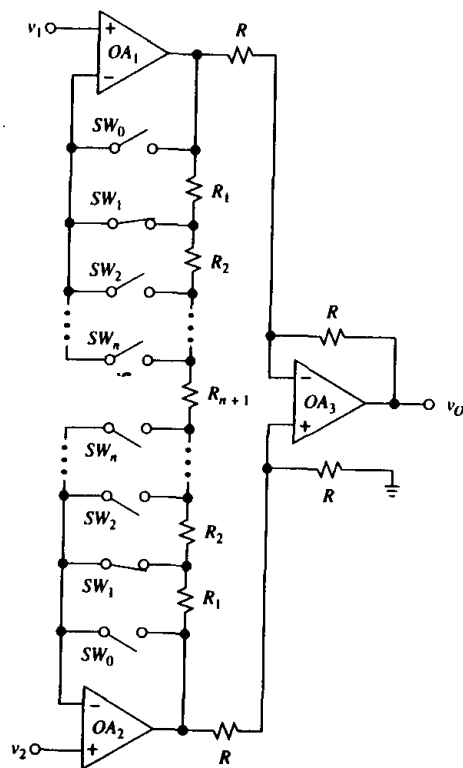 v₁
+
OA₁
−
R
SW₀
R₁
SW₁
R₂
SW₂
SWₙ
Rₙ₊₁
R
−
OA₃
+
v_O
R
SWₙ
SW₂
R₂
SW₁
R₁
SW₀
−
OA₂
+
v₂
R